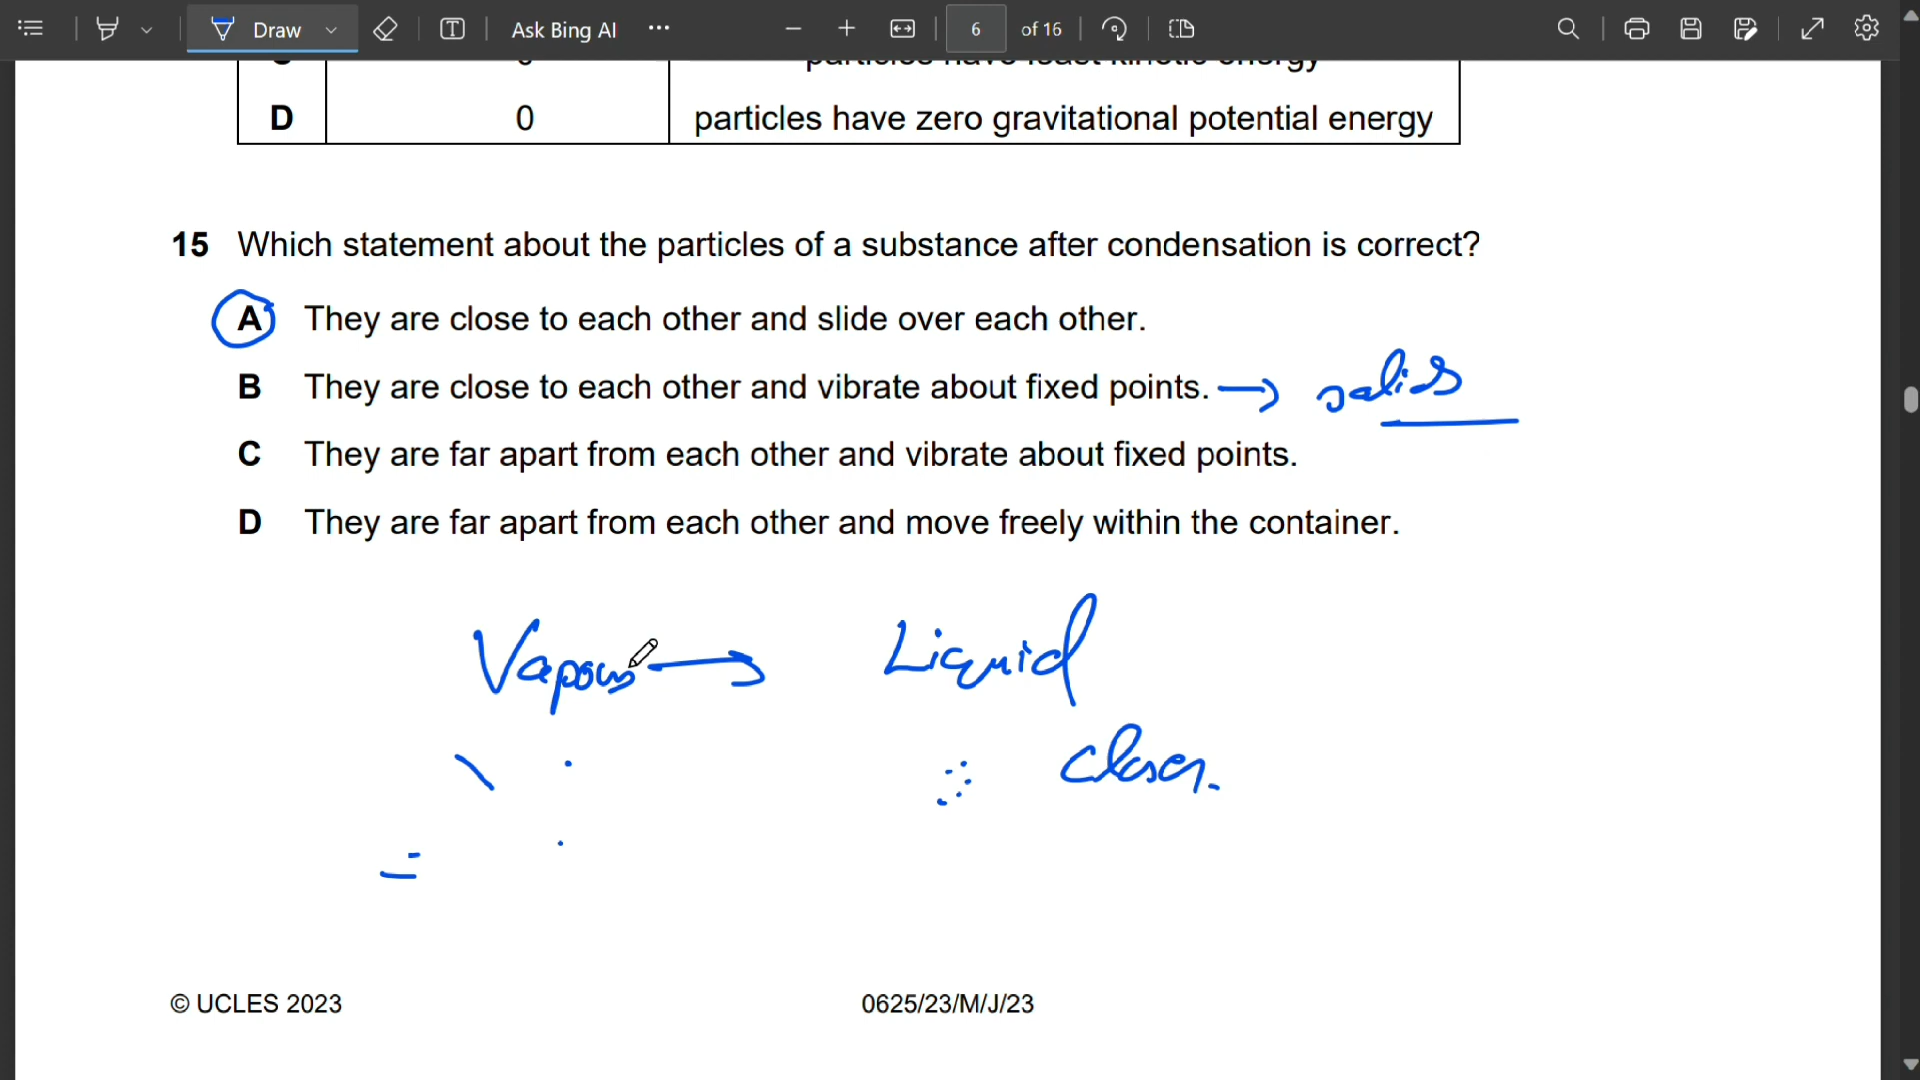 Draw
Ask Bing AI
6 of 16
D 0 particles have zero gravitational potential energy
15 Which statement about the particles of a substance after condensation is correct?
A They are close to each other and slide over each other.
B They are close to each other and vibrate about fixed points. → solids
C They are far apart from each other and vibrate about fixed points.
D They are far apart from each other and move freely within the container.
Vapour → Liquid
closer.
© UCLES 2023 0625/23/M/J/23